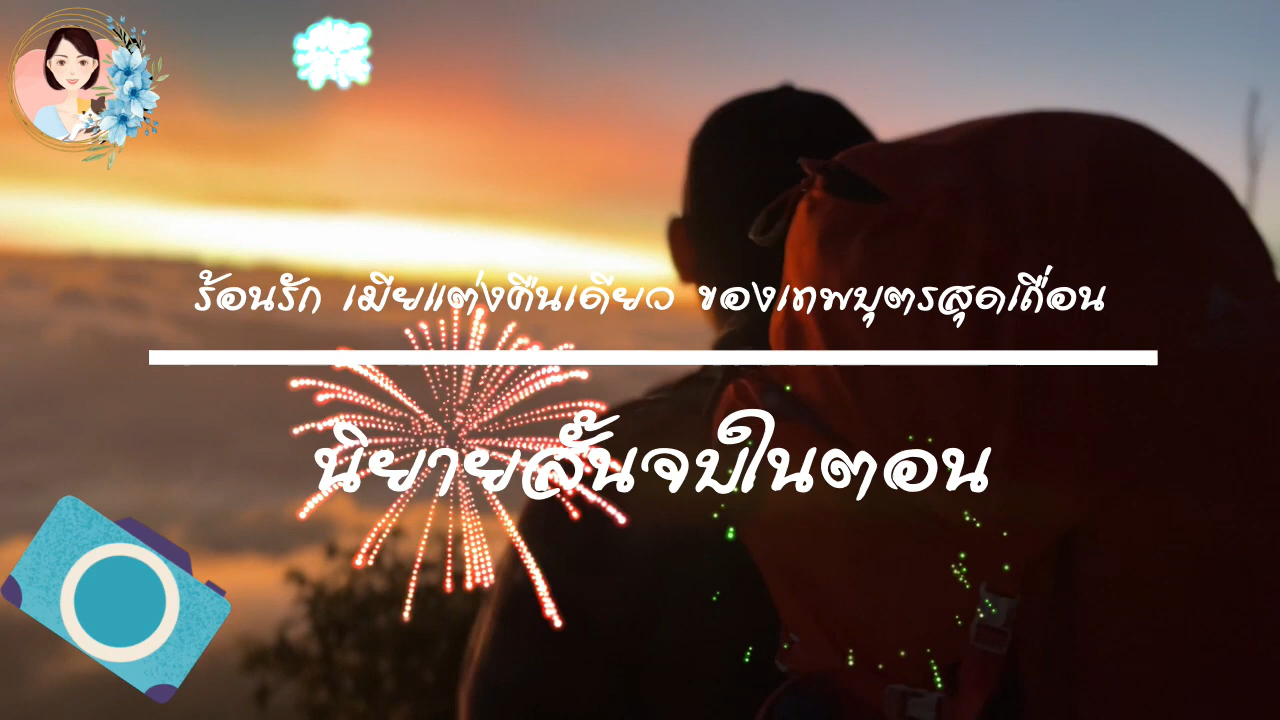 ร้อนรัก เมียแต่งคืนเดียว ของเทพบุตรสุดเถื่อน
นิยายสั้นจบในตอน